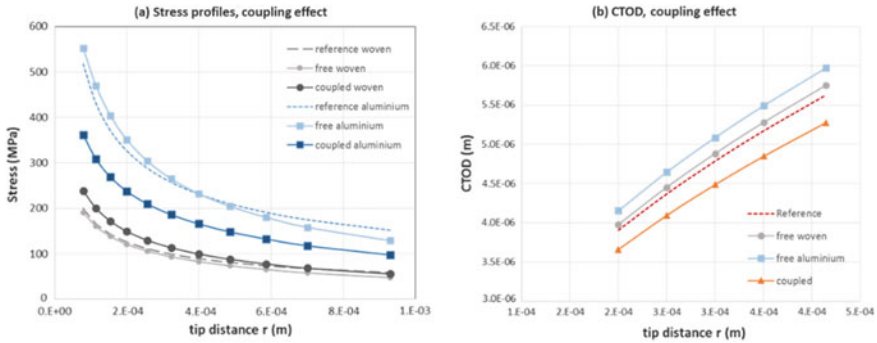 (a) Stress profiles, coupling effect
600
500
400
300
200
100
0
Stress (MPa)
reference woven
free woven
coupled woven
reference aluminium
free aluminium
coupled aluminium
0.E+00
2.E-04
4.E-04
6.E-04
8.E-04
1.E-03
tip distance r (m)
(b) CTOD, coupling effect
6.5E-06
6.0E-06
5.5E-06
5.0E-06
4.5E-06
4.0E-06
3.5E-06
3.0E-06
CTOD (m)
Reference
free woven
free aluminium
coupled
1.E-04
1.E-04
2.E-04
2.E-04
3.E-04
3.E-04
4.E-04
4.E-04
5.E-04
tip distance r (m)